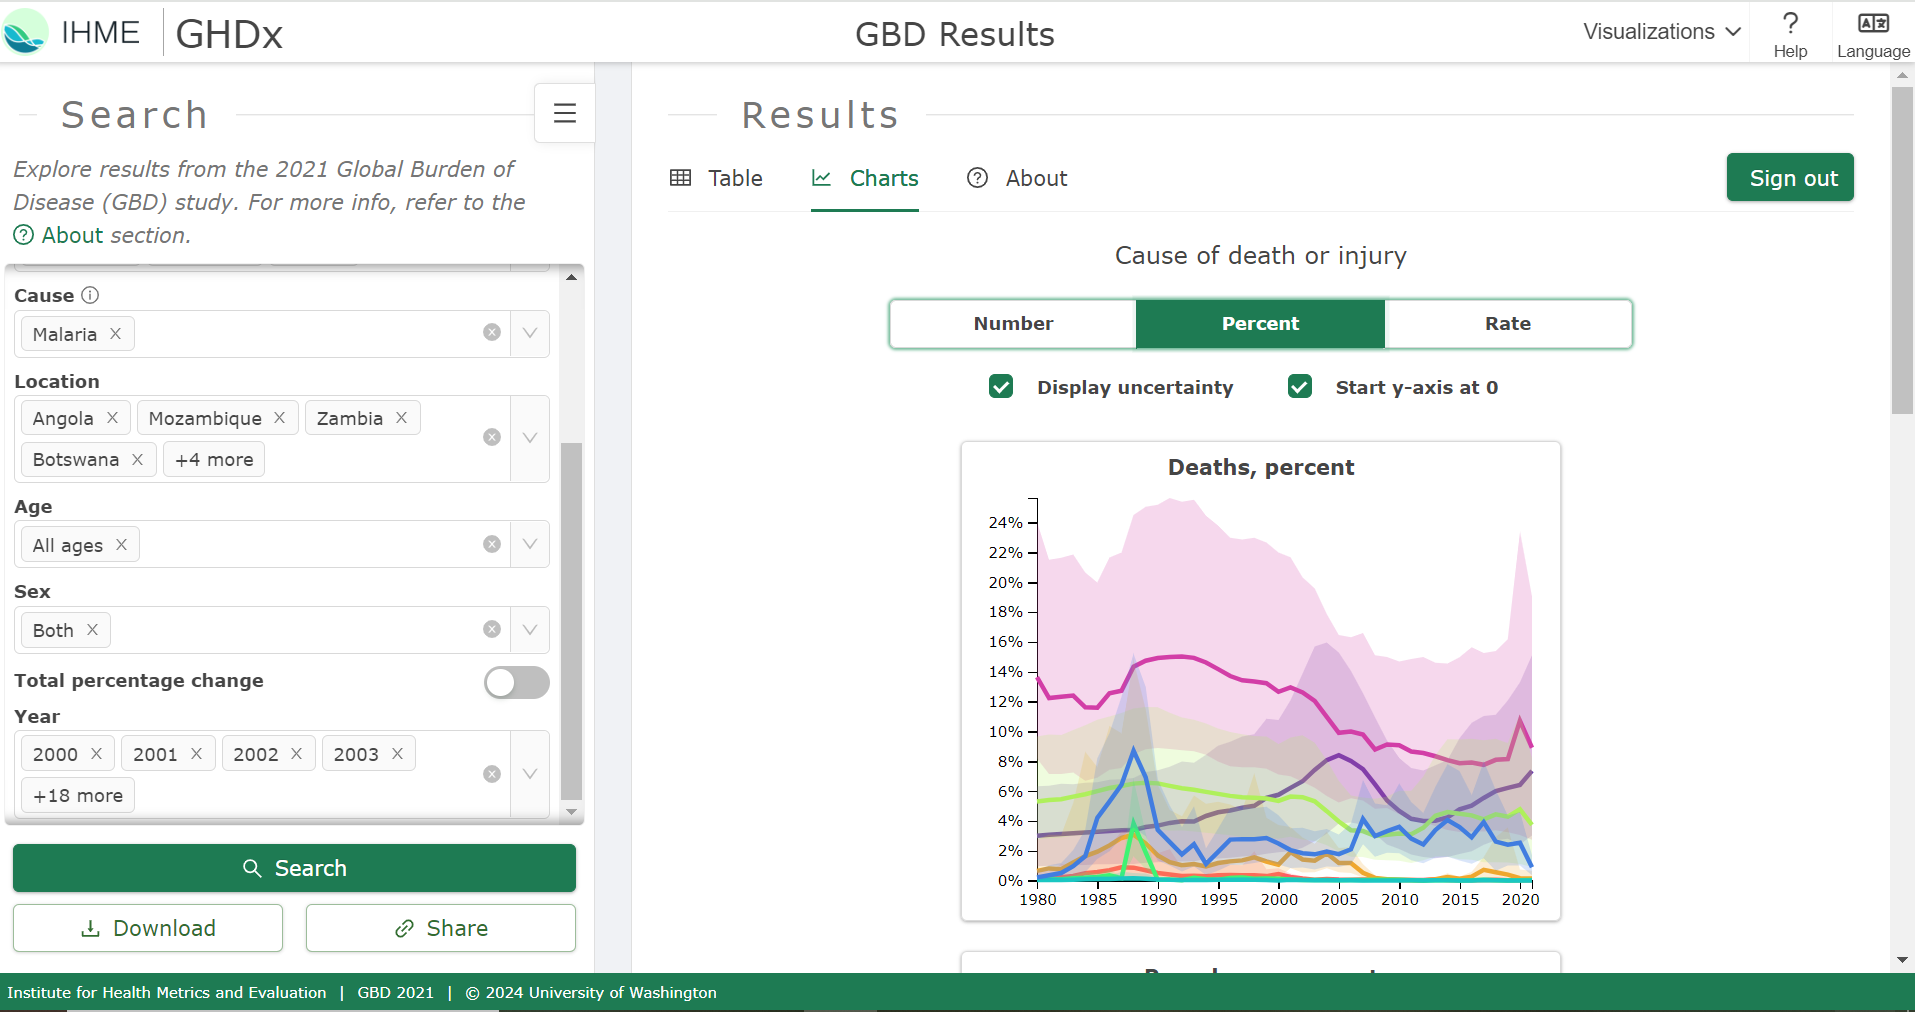 IHME GHDx
GBD Results
Visualizations
Help
Language
Search
Explore results from the 2021 Global Burden of
Disease (GBD) study. For more info, refer to the
About section.
Cause
Malaria X
Location
Angola X Mozambique X Zambia X
Botswana X +4 more
Age
All ages X
Sex
Both X
Total percentage change
Year
2000 X 2001 X 2002 X 2003 X
+18 more
Search
Download Share
Results
Table Charts About
Sign out
Cause of death or injury
Number Percent Rate
Display uncertainty Start y-axis at 0
Deaths, percent
24%
22%
20%
18%
16%
14%
12%
10%
8%
6%
4%
2%
0%
1980 1985 1990 1995 2000 2005 2010 2015 2020
Institute for Health Metrics and Evaluation | GBD 2021 | © 2024 University of Washington